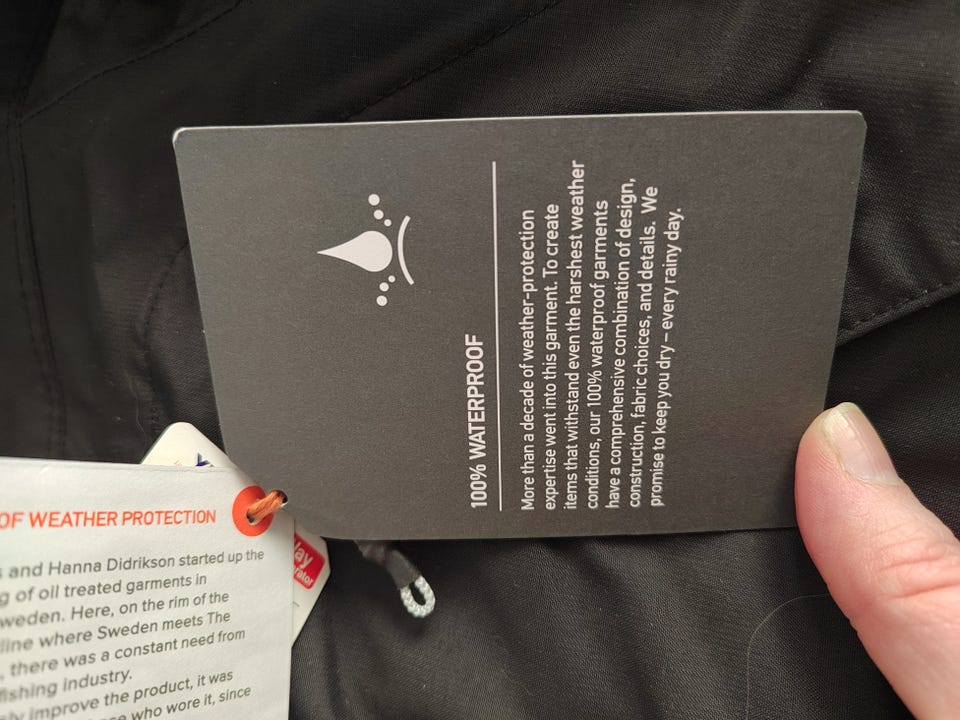 100% WATERPROOF
More than a decade of weather-protection
expertise went into this garment. To create
items that withstand even the harshest weather
conditions, our 100% waterproof garments
have a comprehensive combination of design,
construction, fabric choices, and details. We
promise to keep you dry – every rainy day.
OF WEATHER PROTECTION
and Hanna Didrikson started up the
of oil treated garments in
weden. Here, on the rim of the
line where Sweden meets The
, there was a constant need from
fishing industry.
improve the product, it was
who wore it, since